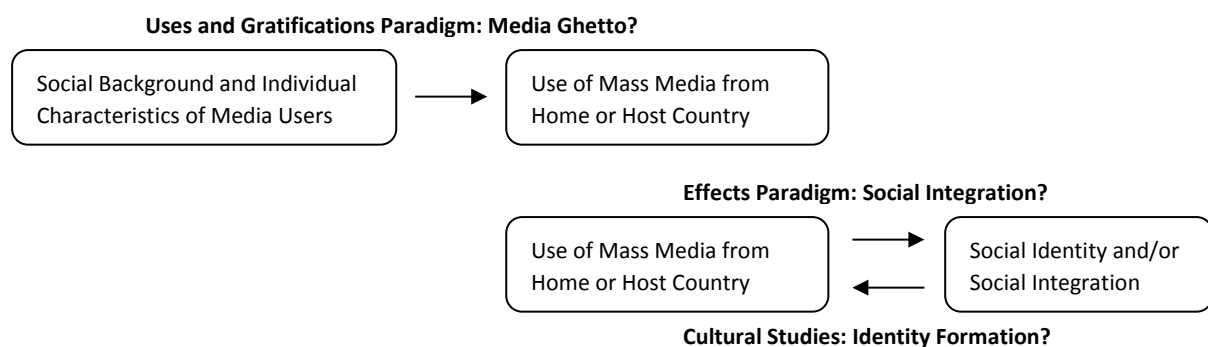 Uses and Gratifications Paradigm: Media Ghetto?
Social Background and Individual
Characteristics of Media Users
Use of Mass Media from
Home or Host Country
Effects Paradigm: Social Integration?
Use of Mass Media from
Home or Host Country
Social Identity and/or
Social Integration
Cultural Studies: Identity Formation?